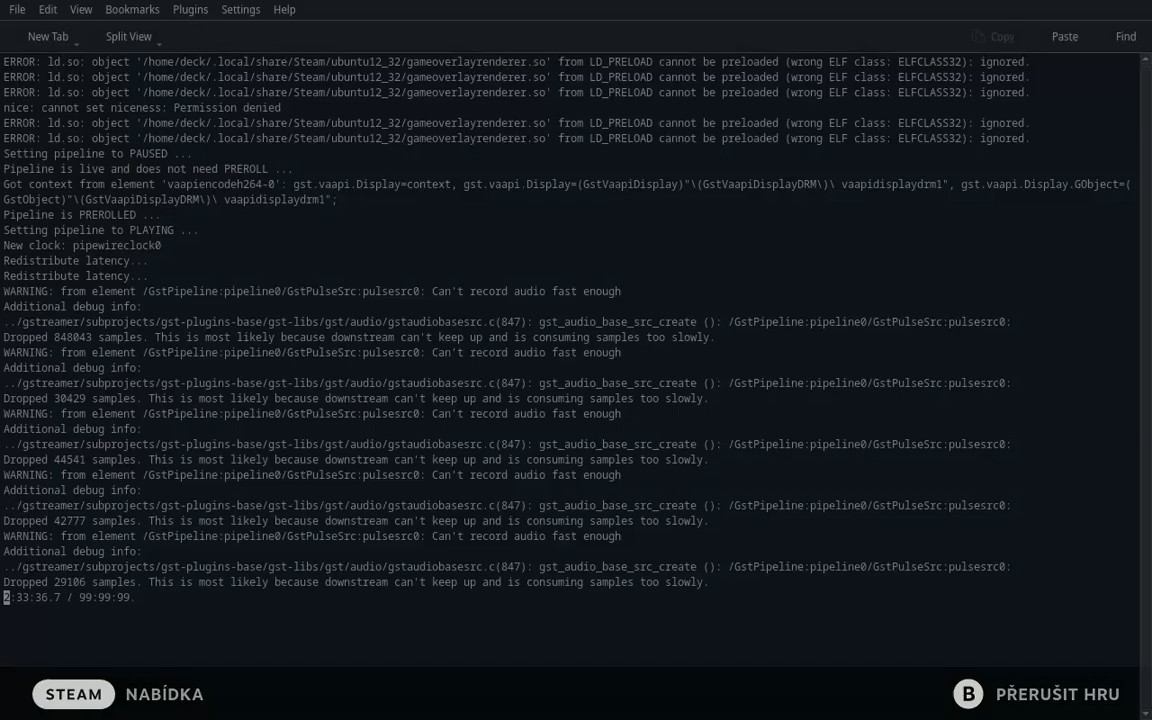 File Edit View Bookmarks Plugins Settings Help
New Tab Split View Copy Paste Find
ERROR: ld.so: object '/home/deck/.local/share/Steam/ubuntu12_32/gameoverlayrenderer.so' from LD_PRELOAD cannot be preloaded (wrong ELF class: ELFCLASS32): ignored.
ERROR: ld.so: object '/home/deck/.local/share/Steam/ubuntu12_32/gameoverlayrenderer.so' from LD_PRELOAD cannot be preloaded (wrong ELF class: ELFCLASS32): ignored.
ERROR: ld.so: object '/home/deck/.local/share/Steam/ubuntu12_32/gameoverlayrenderer.so' from LD_PRELOAD cannot be preloaded (wrong ELF class: ELFCLASS32): ignored.
nice: cannot set niceness: Permission denied
ERROR: ld.so: object '/home/deck/.local/share/Steam/ubuntu12_32/gameoverlayrenderer.so' from LD_PRELOAD cannot be preloaded (wrong ELF class: ELFCLASS32): ignored.
ERROR: ld.so: object '/home/deck/.local/share/Steam/ubuntu12_32/gameoverlayrenderer.so' from LD_PRELOAD cannot be preloaded (wrong ELF class: ELFCLASS32): ignored.
Setting pipeline to PAUSED ...
Pipeline is live and does not need PREROLL ...
Got context from element 'vaapiencodeh264-0': gst.vaapi.Display=context, gst.vaapi.Display=(GstVaapiDisplay)"\(GstVaapiDisplayDRM\)\ vaapidisplaydrm1", gst.vaapi.Display.GObject=(
GstObject)"\(GstVaapiDisplayDRM\)\ vaapidisplaydrm1";
Pipeline is PREROLLED ...
Setting pipeline to PLAYING ...
New clock: pipewireclock0
Redistribute latency...
Redistribute latency...
WARNING: from element /GstPipeline:pipeline0/GstPulseSrc:pulsesrc0: Can't record audio fast enough
Additional debug info:
../gstreamer/subprojects/gst-plugins-base/gst-libs/gst/audio/gstaudiobasesrc.c(847): gst_audio_base_src_create (): /GstPipeline:pipeline0/GstPulseSrc:pulsesrc0:
Dropped 848043 samples. This is most likely because downstream can't keep up and is consuming samples too slowly.
WARNING: from element /GstPipeline:pipeline0/GstPulseSrc:pulsesrc0: Can't record audio fast enough
Additional debug info:
../gstreamer/subprojects/gst-plugins-base/gst-libs/gst/audio/gstaudiobasesrc.c(847): gst_audio_base_src_create (): /GstPipeline:pipeline0/GstPulseSrc:pulsesrc0:
Dropped 30429 samples. This is most likely because downstream can't keep up and is consuming samples too slowly.
WARNING: from element /GstPipeline:pipeline0/GstPulseSrc:pulsesrc0: Can't record audio fast enough
Additional debug info:
../gstreamer/subprojects/gst-plugins-base/gst-libs/gst/audio/gstaudiobasesrc.c(847): gst_audio_base_src_create (): /GstPipeline:pipeline0/GstPulseSrc:pulsesrc0:
Dropped 44541 samples. This is most likely because downstream can't keep up and is consuming samples too slowly.
WARNING: from element /GstPipeline:pipeline0/GstPulseSrc:pulsesrc0: Can't record audio fast enough
Additional debug info:
../gstreamer/subprojects/gst-plugins-base/gst-libs/gst/audio/gstaudiobasesrc.c(847): gst_audio_base_src_create (): /GstPipeline:pipeline0/GstPulseSrc:pulsesrc0:
Dropped 42777 samples. This is most likely because downstream can't keep up and is consuming samples too slowly.
WARNING: from element /GstPipeline:pipeline0/GstPulseSrc:pulsesrc0: Can't record audio fast enough
Additional debug info:
../gstreamer/subprojects/gst-plugins-base/gst-libs/gst/audio/gstaudiobasesrc.c(847): gst_audio_base_src_create (): /GstPipeline:pipeline0/GstPulseSrc:pulsesrc0:
Dropped 29106 samples. This is most likely because downstream can't keep up and is consuming samples too slowly.
2:33:36.7 / 99:99:99.
STEAM NABÍDKA B PŘERUŠIT HRU